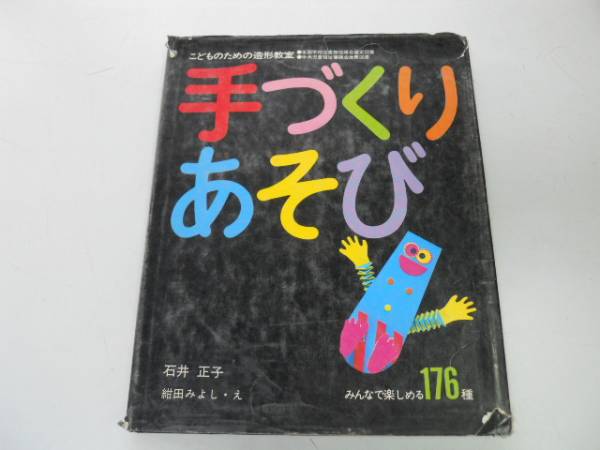 こどものための造形教室
手づくり
あそび
石井 正子
紺田みよし・え
みんなで楽しめる176種